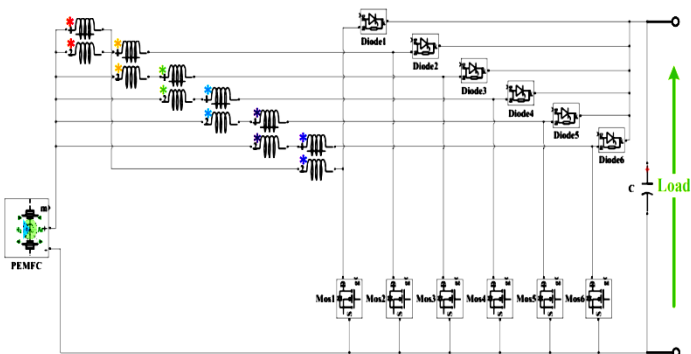 Diode1
Diode2
Diode3
Diode4
Diode5
Diode6
C
Load
m
+
-
PEMFC
Mos1
Mos2
Mos3
Mos4
Mos5
Mos6